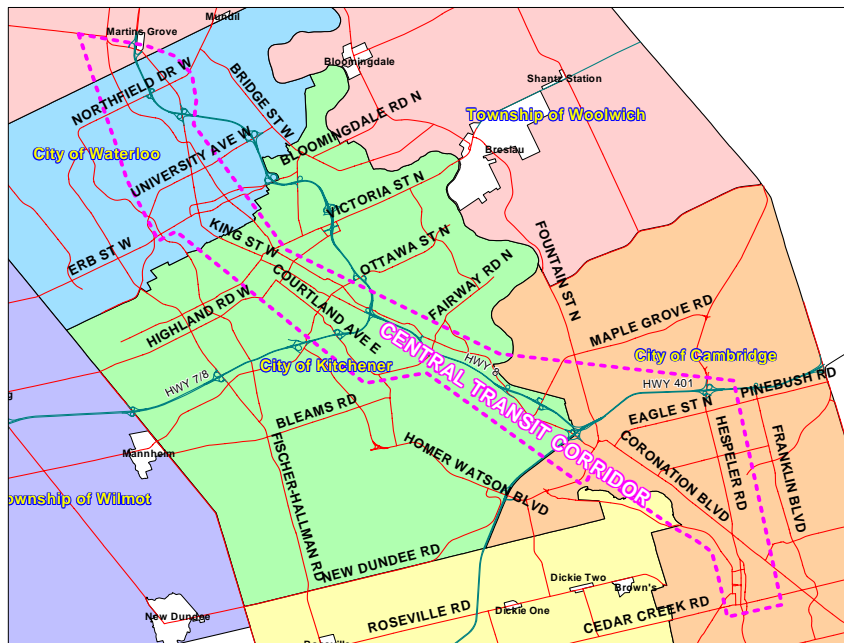 Mundil
Martins Grove
Bloomingdale
Shantz Station
NORTHFIELD DR W
BRIDGE ST W
BLOOMINGDALE RD N
Township of Woolwich
City of Waterloo
UNIVERSITY AVE W
Breslau
VICTORIA ST N
KING ST W
ERB ST W
OTTAWA ST N
FOUNTAIN ST N
COURTLAND AVE E
FAIRWAY RD N
HIGHLAND RD W
MAPLE GROVE RD
CENTRAL TRANSIT CORRIDOR
City of Kitchener
HWY 8
City of Cambridge
HWY 7/8
HWY 401
PINEBUSH RD
EAGLE ST N
BLEAMS RD
HESPELER RD
FRANKLIN BLVD
CORONATION BLVD
Mannheim
FISCHER-HALLMAN RD
HOMER WATSON BLVD
ownship of Wilmot
NEW DUNDEE RD
Dickie Two
Brown's
New Dundee
ROSEVILLE RD
Dickie One
CEDAR CREEK RD